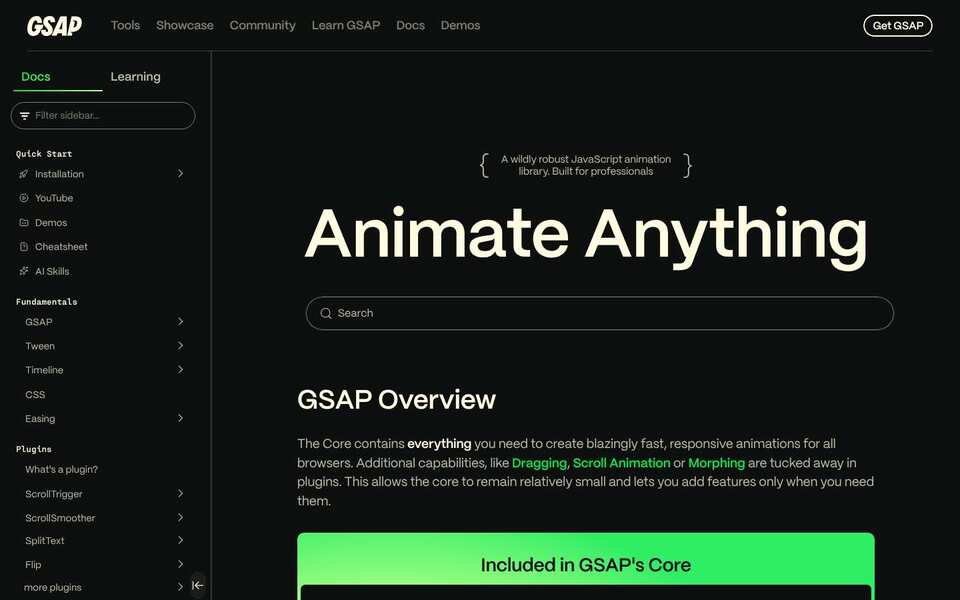 GSAP
Tools Showcase Community Learn GSAP Docs Demos
Get GSAP
Docs Learning
Filter sidebar...
Quick Start
Installation
YouTube
Demos
Cheatsheet
AI Skills
Fundamentals
GSAP
Tween
Timeline
CSS
Easing
Plugins
What's a plugin?
ScrollTrigger
ScrollSmoother
SplitText
Flip
more plugins
{ A wildly robust JavaScript animation
library. Built for professionals }
Animate Anything
Search
GSAP Overview
The Core contains everything you need to create blazingly fast, responsive animations for all
browsers. Additional capabilities, like Dragging, Scroll Animation or Morphing are tucked away in
plugins. This allows the core to remain relatively small and lets you add features only when you need
them.
Included in GSAP's Core